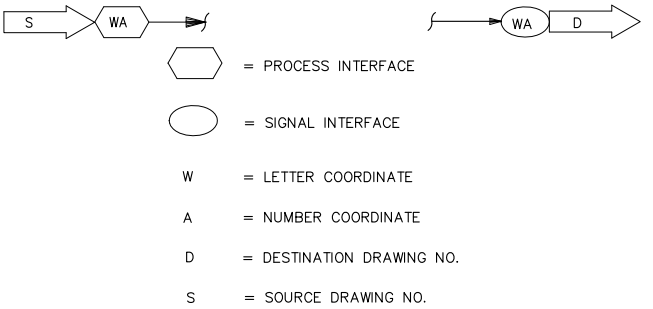 S WA WA D
= PROCESS INTERFACE
= SIGNAL INTERFACE
W = LETTER COORDINATE
A = NUMBER COORDINATE
D = DESTINATION DRAWING NO.
S = SOURCE DRAWING NO.